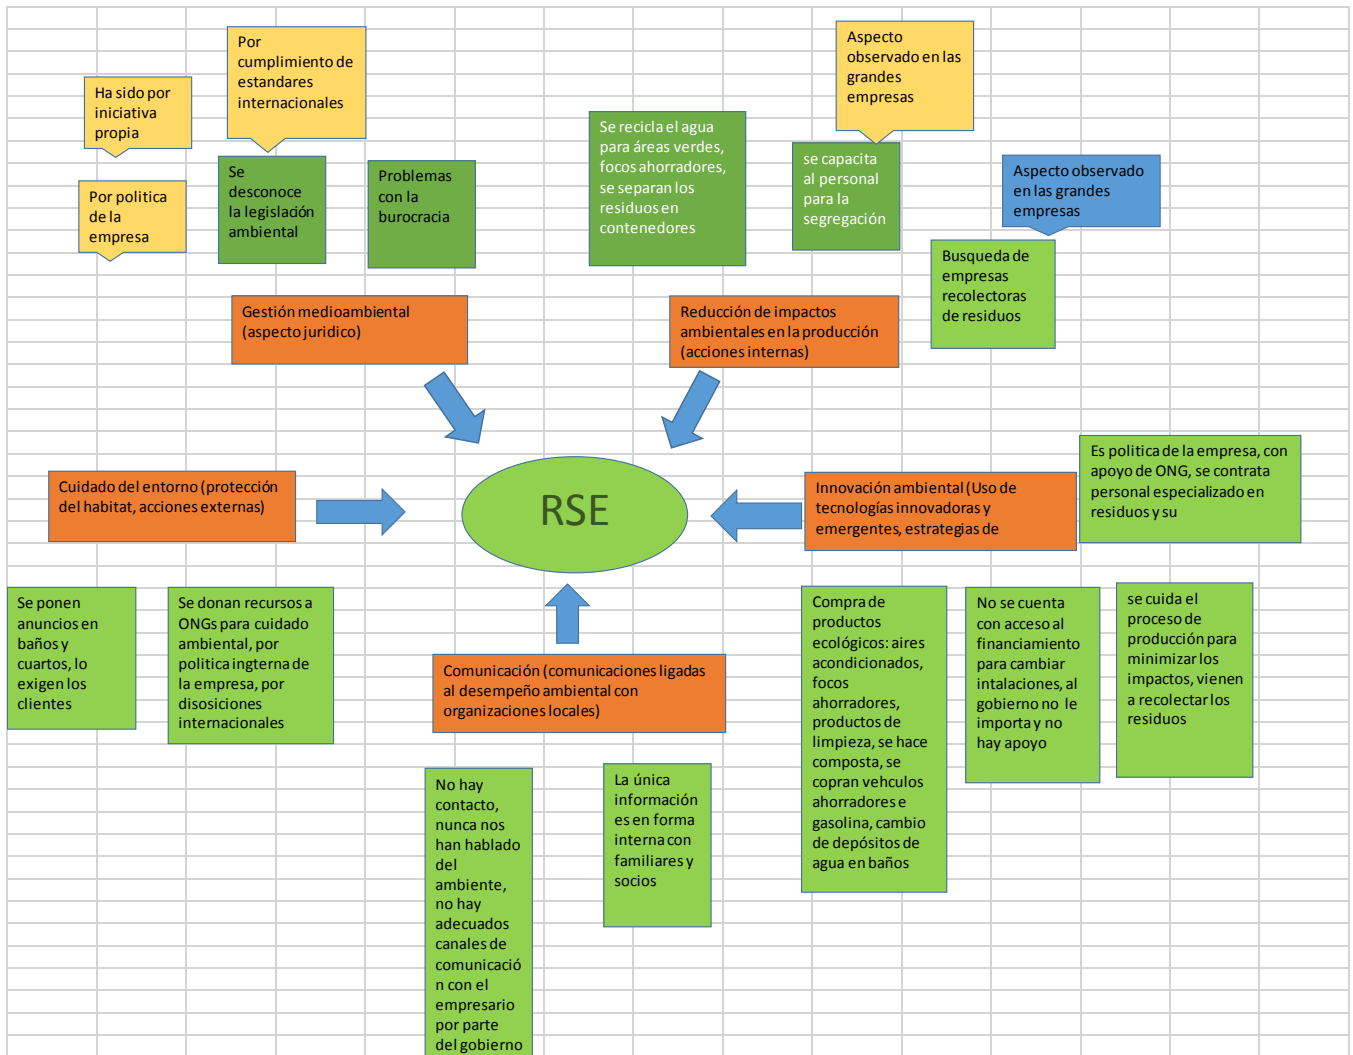 Por
cumplimiento de
estandares
internacionales
Aspecto
observado en las
grandes
empresas
Ha sido por
iniciativa
propia
Se recicla el agua
para áreas verdes,
focos ahorradores,
se separan los
residuos en
contenedores
se capacita
al personal
para la
segregación
Aspecto observado
en las grandes
empresas
Por politica
de la
empresa
Se
desconoce
la legislación
ambiental
Problemas
con la
burocracia
Busqueda de
empresas
recolectoras
de residuos
Gestión medioambiental
(aspecto juridico)
Reducción de impactos
ambientales en la producción
(acciones internas)
Cuidado del entorno (protección
del habitat, acciones externas)
RSE
Innovación ambiental (Uso de
tecnologías innovadoras y
emergentes, estrategias de
Es politica de la empresa, con
apoyo de ONG, se contrata
personal especializado en
residuos y su
Se ponen
anuncios en
baños y
cuartos, lo
exigen los
clientes
Se donan recursos a
ONGs para cuidado
ambiental, por
politica ingterna de
la empresa, por
disosiciones
internacionales
Comunicación (comunicaciones ligadas
al desempeño ambiental con
organizaciones locales)
Compra de
productos
ecológicos: aires
acondicionados,
focos
ahorradores,
productos de
limpieza, se hace
composta, se
copran vehculos
ahorradores e
gasolina, cambio
de depósitos de
agua en baños
No se cuenta
con acceso al
financiamiento
para cambiar
intalaciones, al
gobierno no le
importa y no
hay apoyo
se cuida el
proceso de
producción para
minimizar los
impactos, vienen
a recolectar los
residuos
No hay
contacto,
nunca nos
han hablado
del
ambiente,
no hay
adecuados
canales de
comunicació
n con el
empresario
por parte
del gobierno
La única
información
es en forma
interna con
familiares y
socios